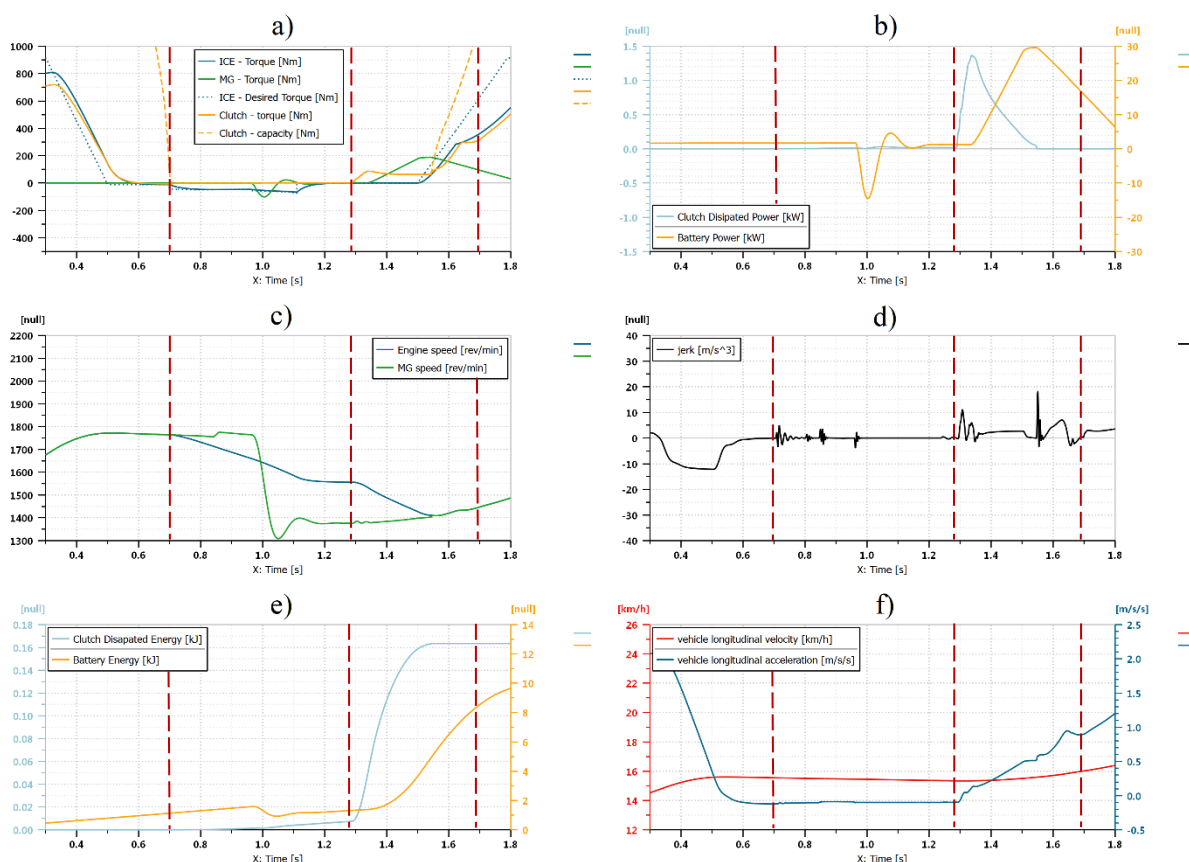 a)
1000
800
600
400
200
0
-200
-400
ICE - Torque [Nm]
MG - Torque [Nm]
ICE - Desired Torque [Nm]
Clutch - torque [Nm]
Clutch - capacity [Nm]
0.4 0.6 0.8 1.0 1.2 1.4 1.6 1.8
X: Time [s]
b)
[null] [null]
1.5
1.0
0.5
0.0
-0.5
-1.0
-1.5
30
20
10
0
-10
-20
-30
Clutch Disipated Power [kW]
Battery Power [kW]
0.4 0.6 0.8 1.0 1.2 1.4 1.6 1.8
X: Time [s]
c)
2200
2100
2000
1900
1800
1700
1600
1500
1400
1300
Engine speed [rev/min]
MG speed [rev/min]
0.4 0.6 0.8 1.0 1.2 1.4 1.6 1.8
X: Time [s]
d)
[null]
40
30
20
10
0
-10
-20
-30
-40
jerk [m/s^3]
0.4 0.6 0.8 1.0 1.2 1.4 1.6 1.8
X: Time [s]
e)
[null] [null]
0.18
0.16
0.14
0.12
0.10
0.08
0.06
0.04
0.02
0.00
14
12
10
8
6
4
2
0
Clutch Disapated Energy [kJ]
Battery Energy [kJ]
0.4 0.6 0.8 1.0 1.2 1.4 1.6 1.8
X: Time [s]
f)
[km/h] [m/s/s]
26
24
22
20
18
16
14
12
2.5
2.0
1.5
1.0
0.5
0.0
-0.5
vehicle longitudinal velocity [km/h]
vehicle longitudinal acceleration [m/s/s]
0.4 0.6 0.8 1.0 1.2 1.4 1.6 1.8
X: Time [s]